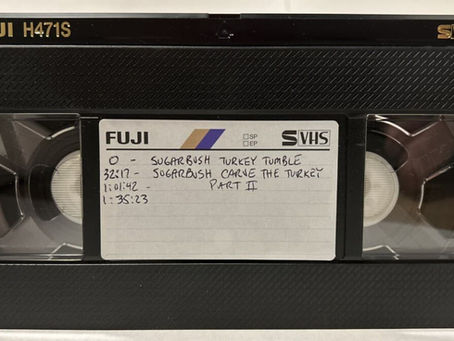 JI H471S
S
FUJI □SP □EP S VHS
0 - SUGARBUSH TURKEY TUMBLE
32:17 - SUGARBUSH CARVE THE TURKEY
1:01:42 - PART II
1:35:23